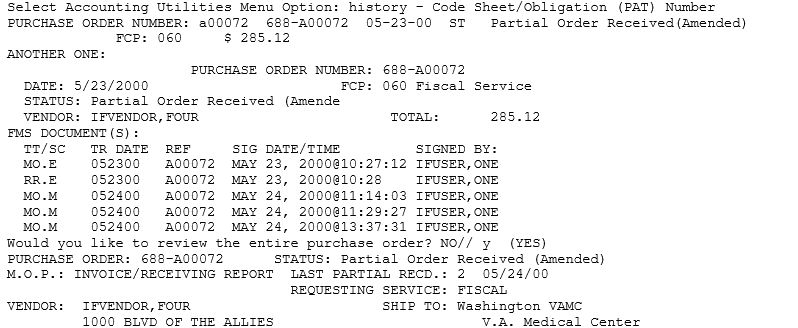 Select Accounting Utilities Menu Option: history - Code Sheet/Obligation (PAT) Number
PURCHASE ORDER NUMBER: a00072  688-A00072  05-23-00  ST   Partial Order Received(Amended)
             FCP: 060     $ 285.12
ANOTHER ONE:
                      PURCHASE ORDER NUMBER: 688-A00072
  DATE: 5/23/2000                       FCP: 060 Fiscal Service
  STATUS: Partial Order Received (Amende
  VENDOR: IFVENDOR,FOUR                       TOTAL:      285.12
FMS DOCUMENT(S):
  TT/SC   TR DATE  REF     SIG DATE/TIME         SIGNED BY:
  MO.E    052300   A00072  MAY 23, 2000@10:27:12 IFUSER,ONE
  RR.E    052300   A00072  MAY 23, 2000@10:28    IFUSER,ONE
  MO.M    052400   A00072  MAY 24, 2000@11:14:03 IFUSER,ONE
  MO.M    052400   A00072  MAY 24, 2000@11:29:27 IFUSER,ONE
  MO.M    052400   A00072  MAY 24, 2000@13:37:31 IFUSER,ONE
Would you like to review the entire purchase order? NO// y  (YES)
PURCHASE ORDER: 688-A00072      STATUS: Partial Order Received (Amended)
M.O.P.: INVOICE/RECEIVING REPORT  LAST PARTIAL RECD.: 2  05/24/00
                                  REQUESTING SERVICE: FISCAL
VENDOR:  IFVENDOR,FOUR                       SHIP TO: Washington VAMC
         1000 BLVD OF THE ALLIES                         V.A. Medical Center